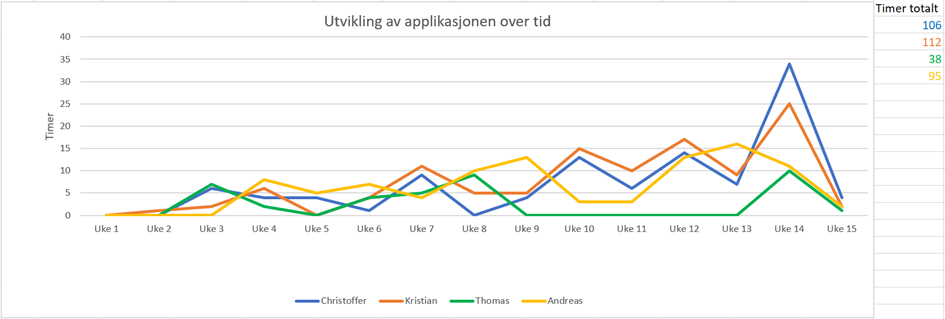 Utvikling av applikasjonen over tid
Timer totalt
106
112
38
95
Timer
40
35
30
25
20
15
10
5
0
Uke 1 Uke 2 Uke 3 Uke 4 Uke 5 Uke 6 Uke 7 Uke 8 Uke 9 Uke 10 Uke 11 Uke 12 Uke 13 Uke 14 Uke 15
Christoffer Kristian Thomas Andreas